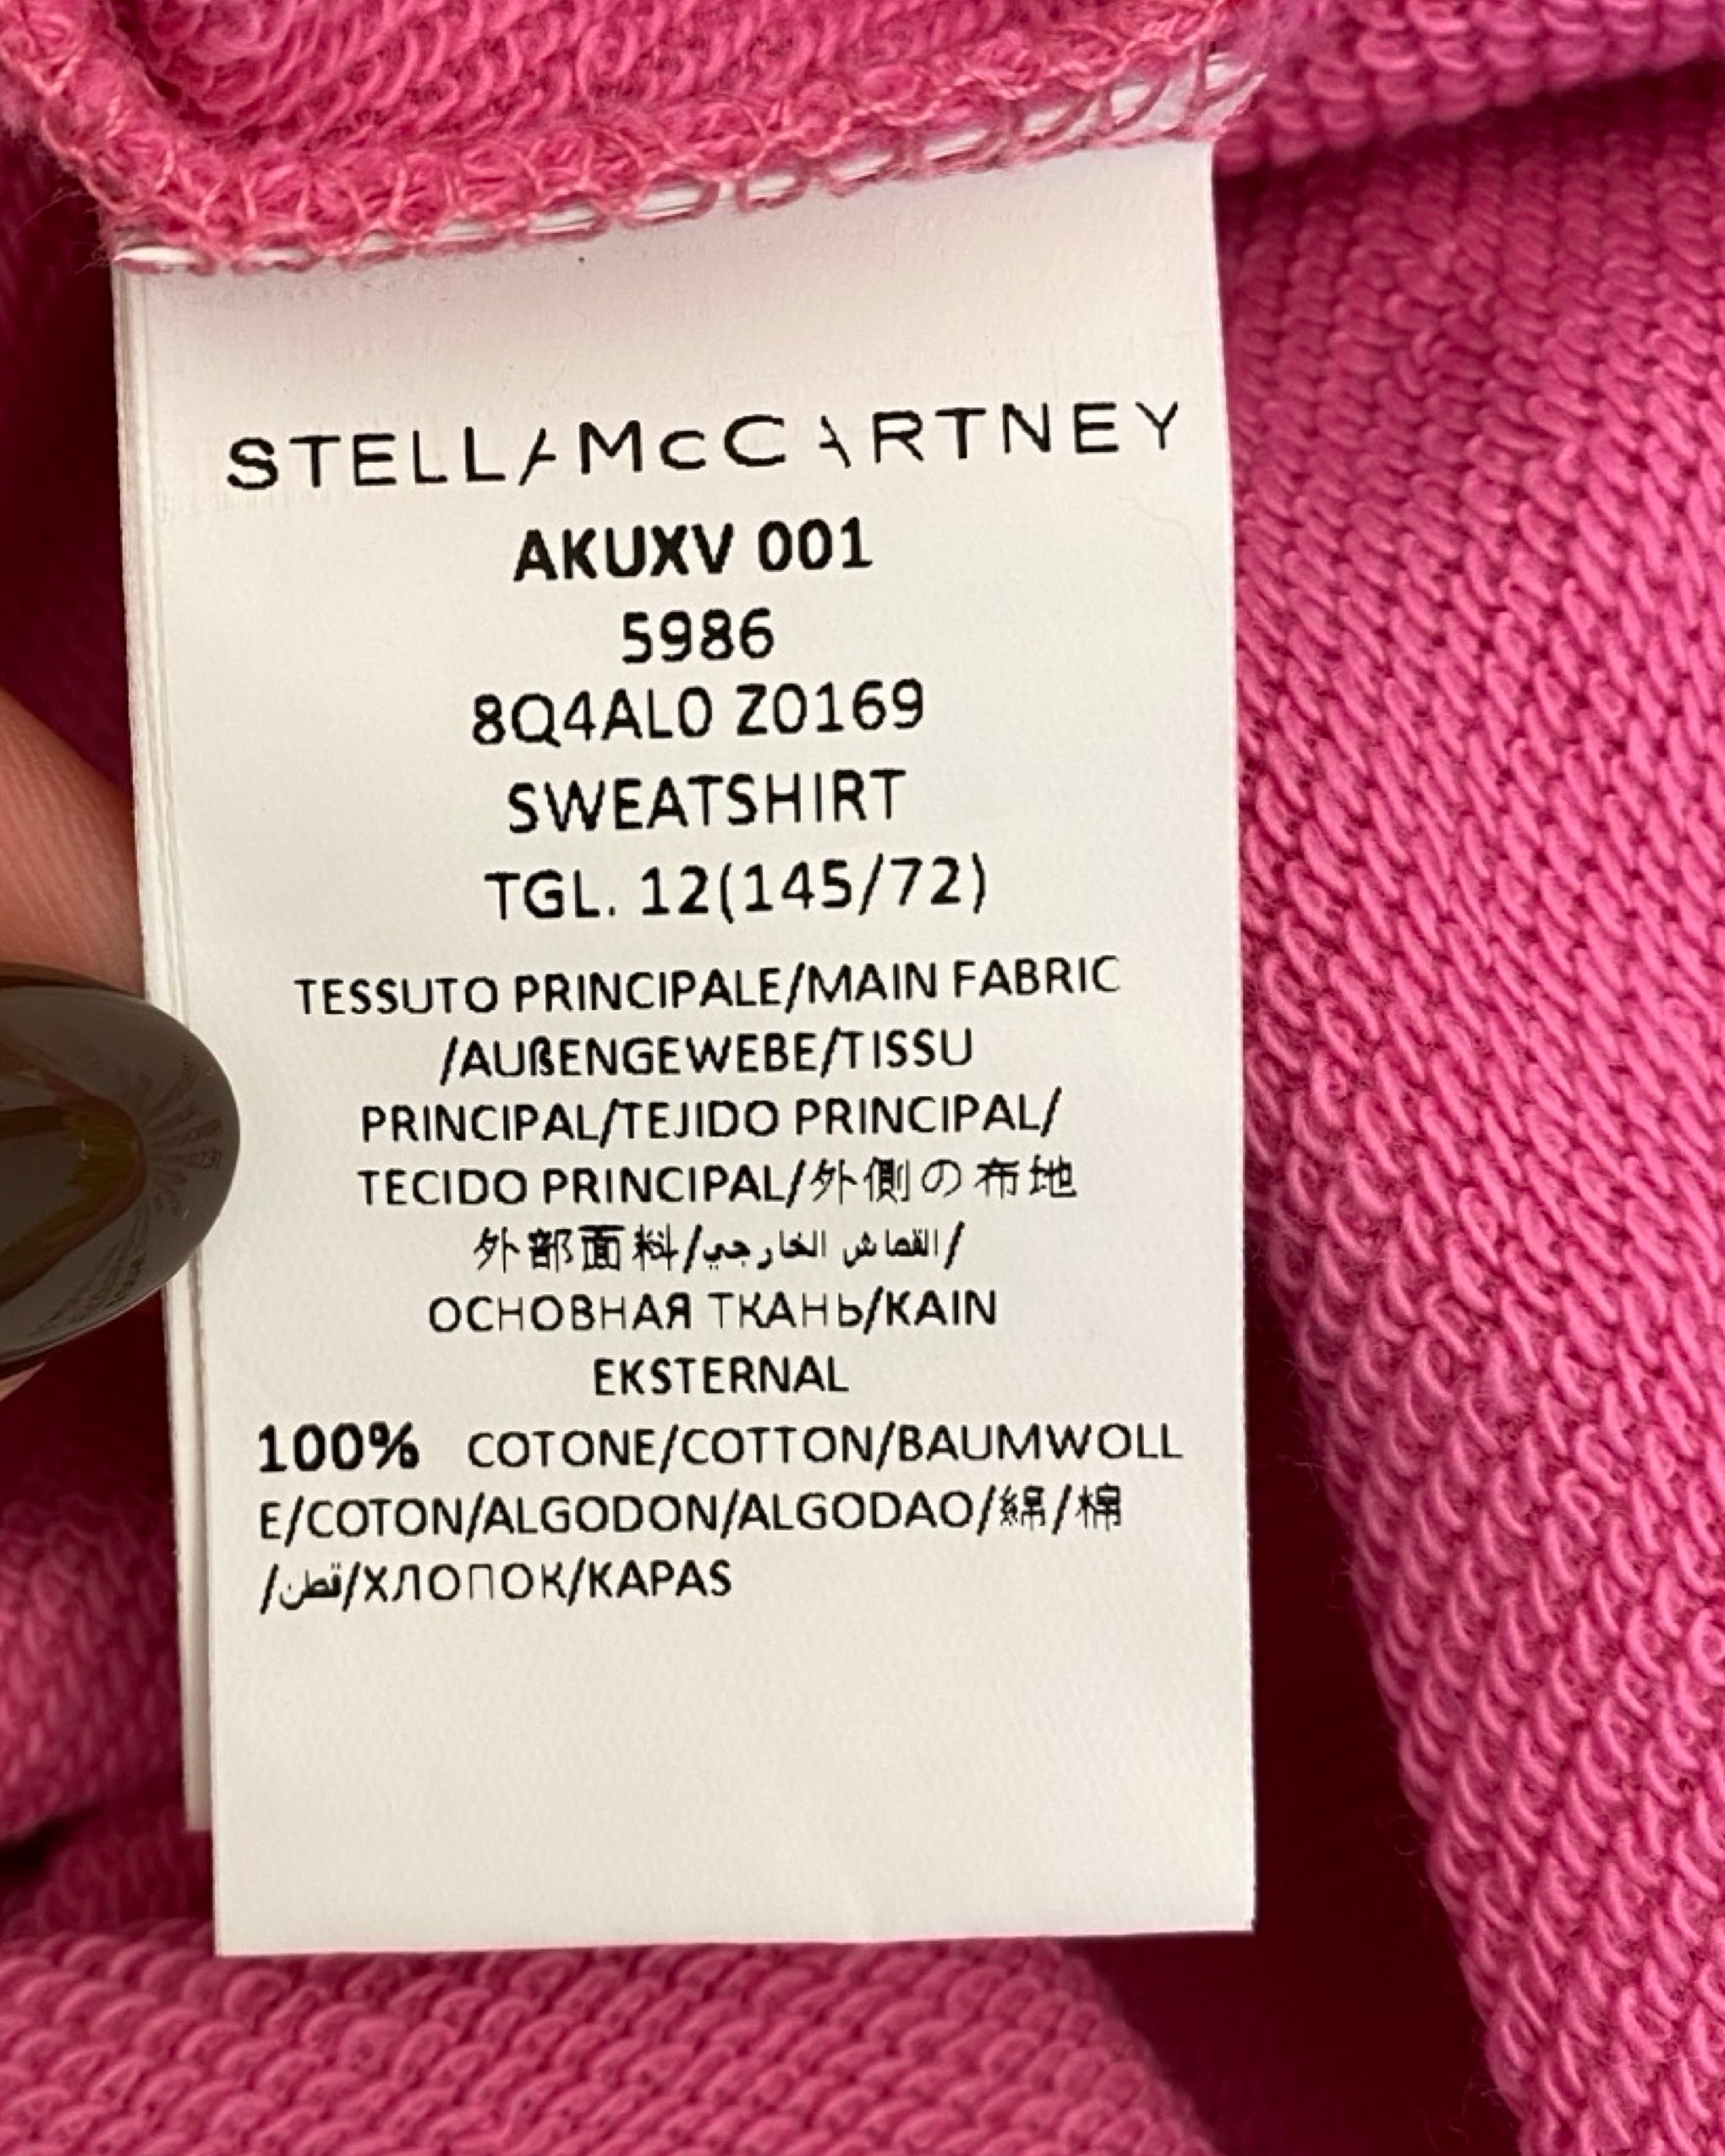 STELLA McCARTNEY
AKUXV 001
5986
8Q4AL0 Z0169
SWEATSHIRT
TGL. 12(145/72)
TESSUTO PRINCIPALE/MAIN FABRIC
/AUßENGEWEBE/TISSU
PRINCIPAL/TEJIDO PRINCIPAL/
TECIDO PRINCIPAL/外側の布地
外部面料/القماش الخارجي/
ОСНОВНАЯ ТКАНЬ/KAIN
EKSTERNAL
100% COTONE/COTTON/BAUMWOLL
E/COTON/ALGODON/ALGODAO/綿/棉
/قطن/ХЛОПОК/KAPAS